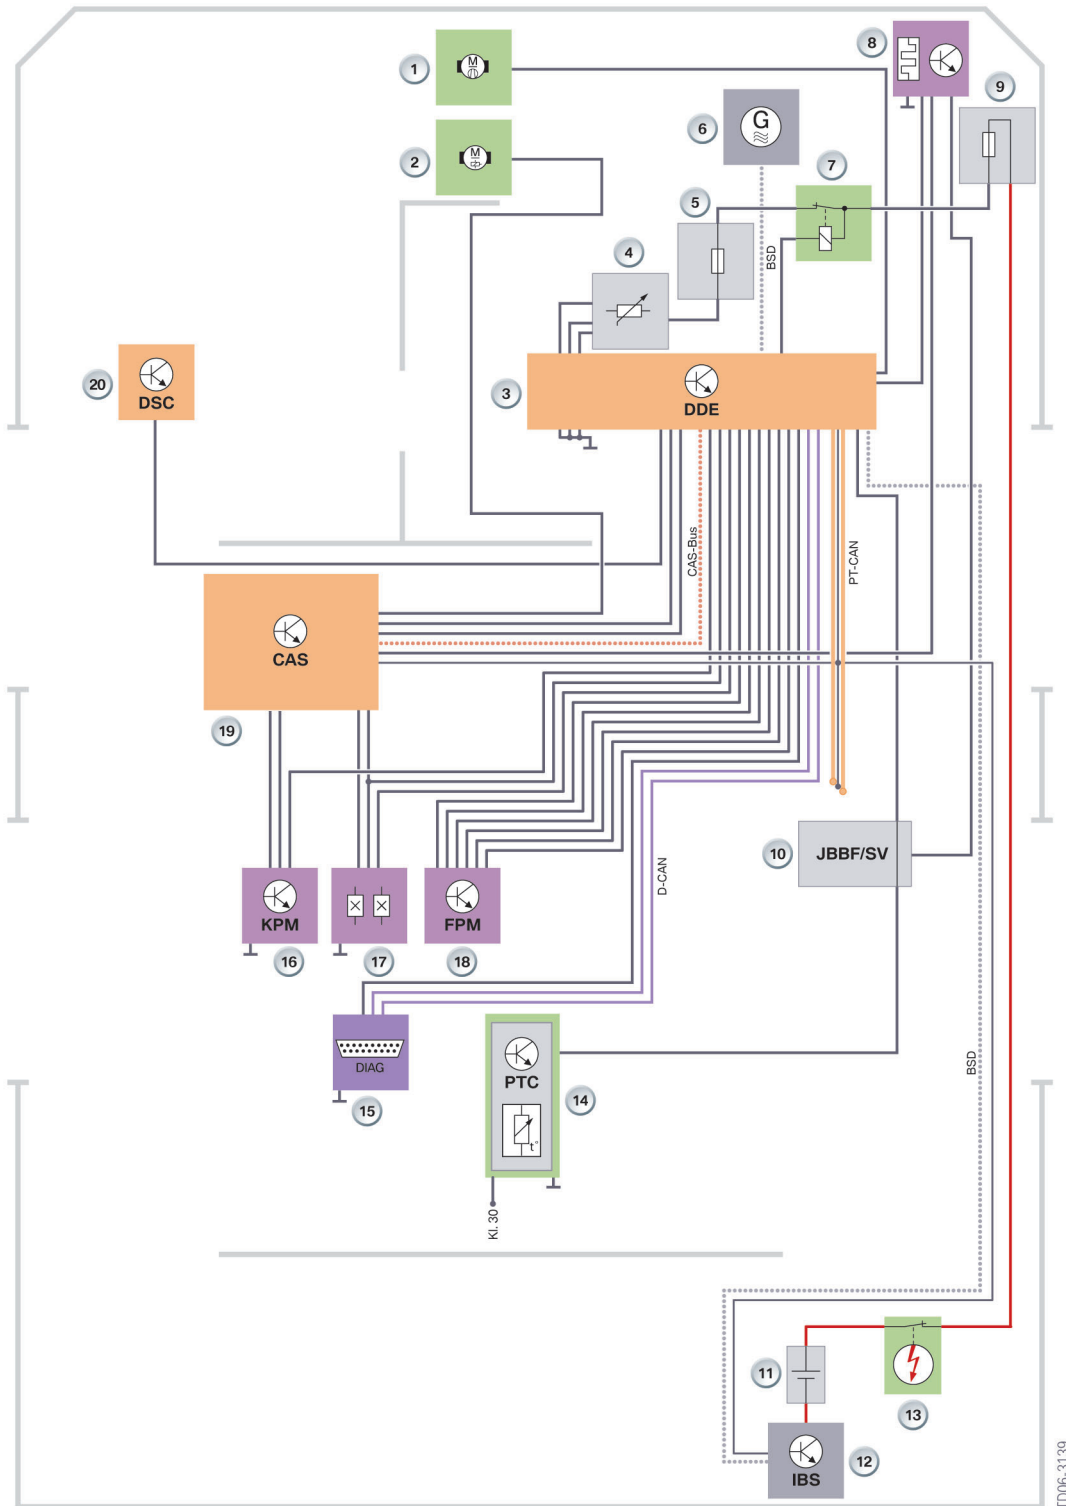 1
8
9
2
6
G
7
5
4
BSD
3
DDE
20
DSC
CAS-Bus
PT-CAN
CAS
19
10
JBBF/SV
D-CAN
KPM
FPM
16
17
18
DIAG
15
PTC
14
t°
BSD
Kl. 30
11
13
12
IBS
TD06-3139
M
M